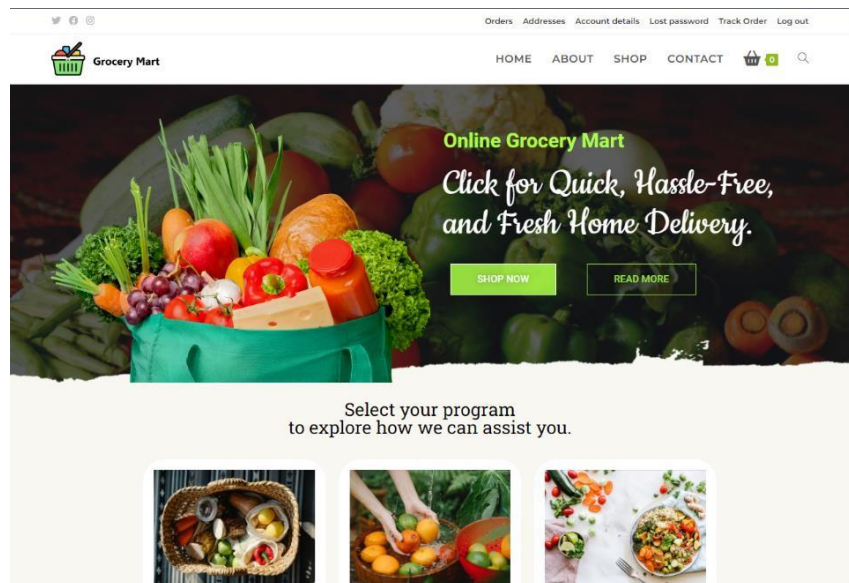 Orders Addresses Account details Lost password Track Order Log out
Grocery Mart
HOME ABOUT SHOP CONTACT 0
Online Grocery Mart
Click for Quick, Hassle-Free,
and Fresh Home Delivery.
SHOP NOW READ MORE
Select your program
to explore how we can assist you.